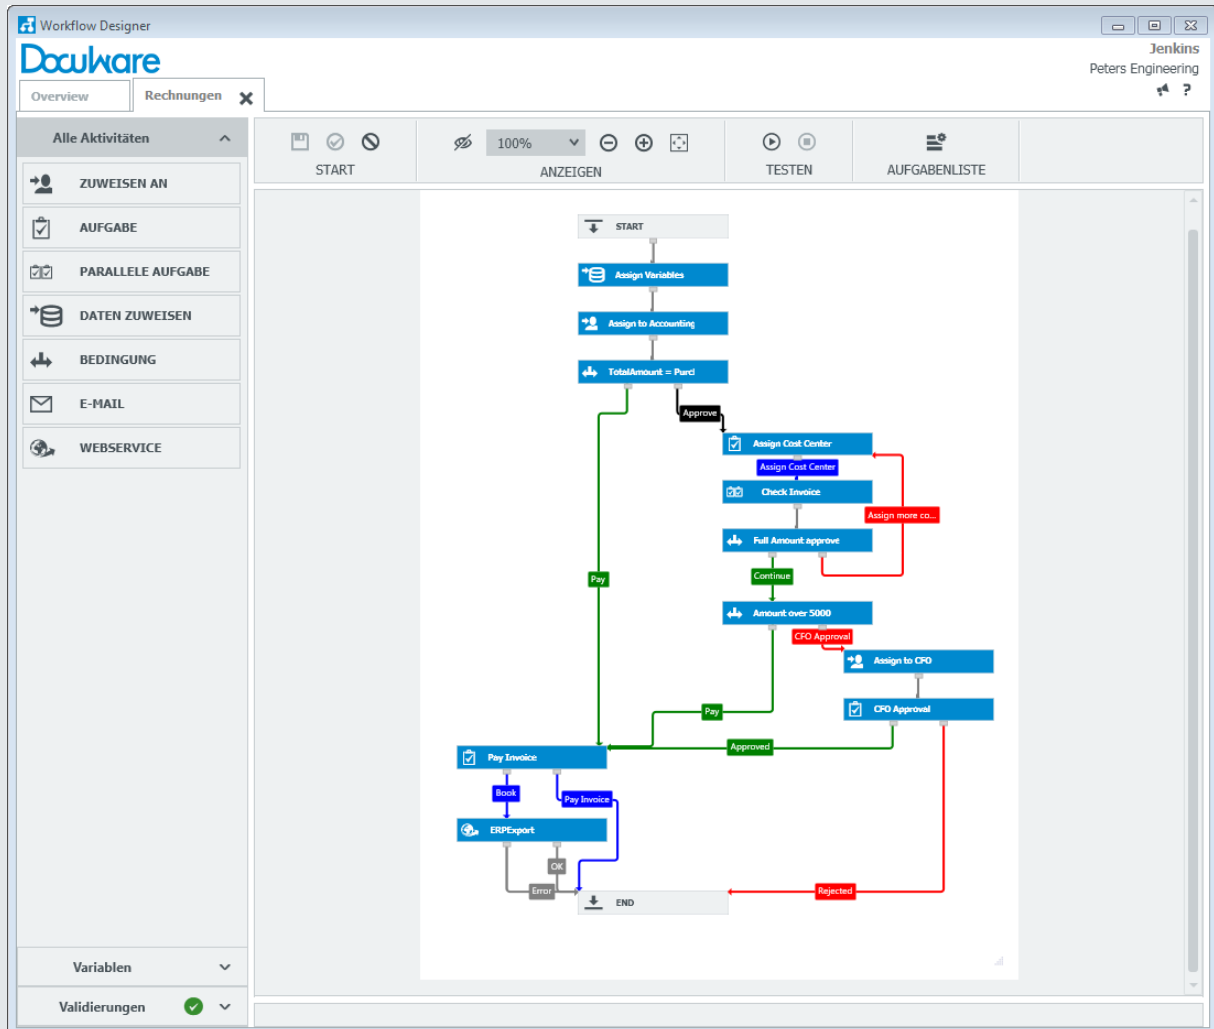 Workflow Designer
DocuWare
Jenkins
Peters Engineering
?
Overview
Rechnungen
Alle Aktivitäten
ZUWEISEN AN
AUFGABE
PARALLELE AUFGABE
DATEN ZUWEISEN
BEDINGUNG
E-MAIL
WEBSERVICE
Variablen
Validierungen
START
100%
ANZEIGEN
TESTEN
AUFGABENLISTE
START
Assign Variables
Assign to Accounting
TotalAmount = Purcl
Approve
Assign Cost Center
Assign Cost Center
Check Invoice
Assign more co...
Full Amount approve
Continue
Pay
Amount over 5000
CFO Approval
Assign to CFO
CFO Approval
Pay
Approved
Pay Invoice
Book
Pay Invoice
ERPExport
OK
Error
Rejected
END